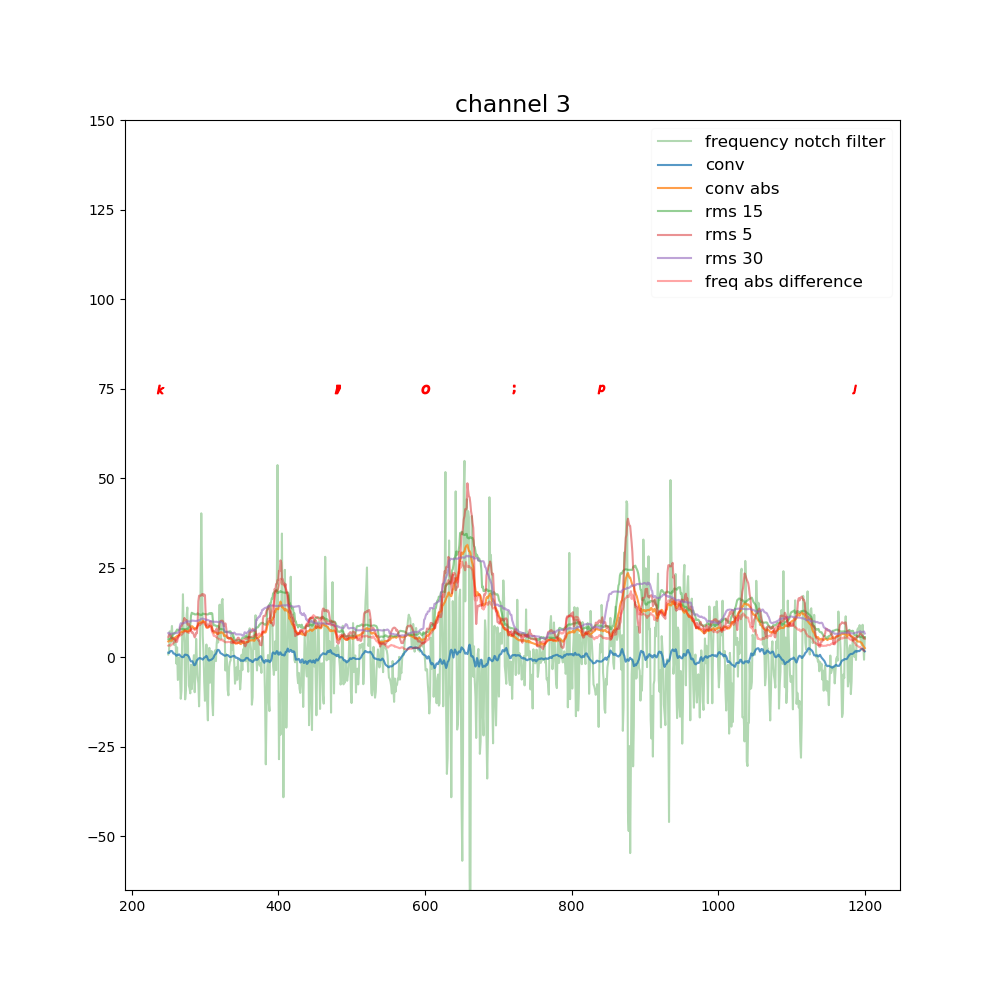 channel 3
150
125
100
75
50
25
0
−25
−50
frequency notch filter
conv
conv abs
rms 15
rms 5
rms 30
freq abs difference
k O ; p
200 400 600 800 1000 1200